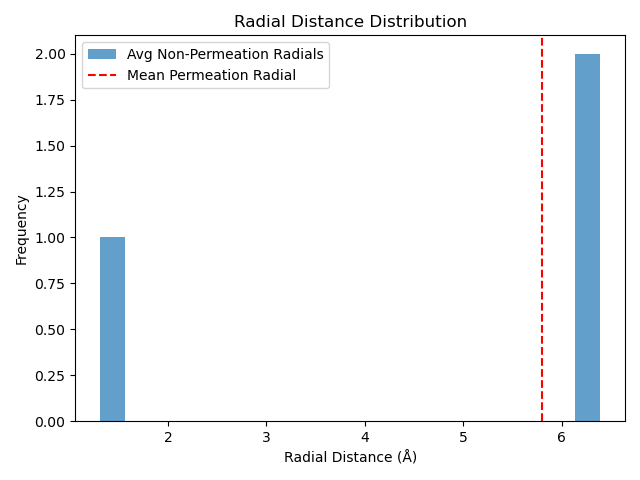 Radial Distance Distribution
Avg Non-Permeation Radials
Mean Permeation Radial
Frequency
2.00
1.75
1.50
1.25
1.00
0.75
0.50
0.25
0.00
2 3 4 5 6
Radial Distance (Å)